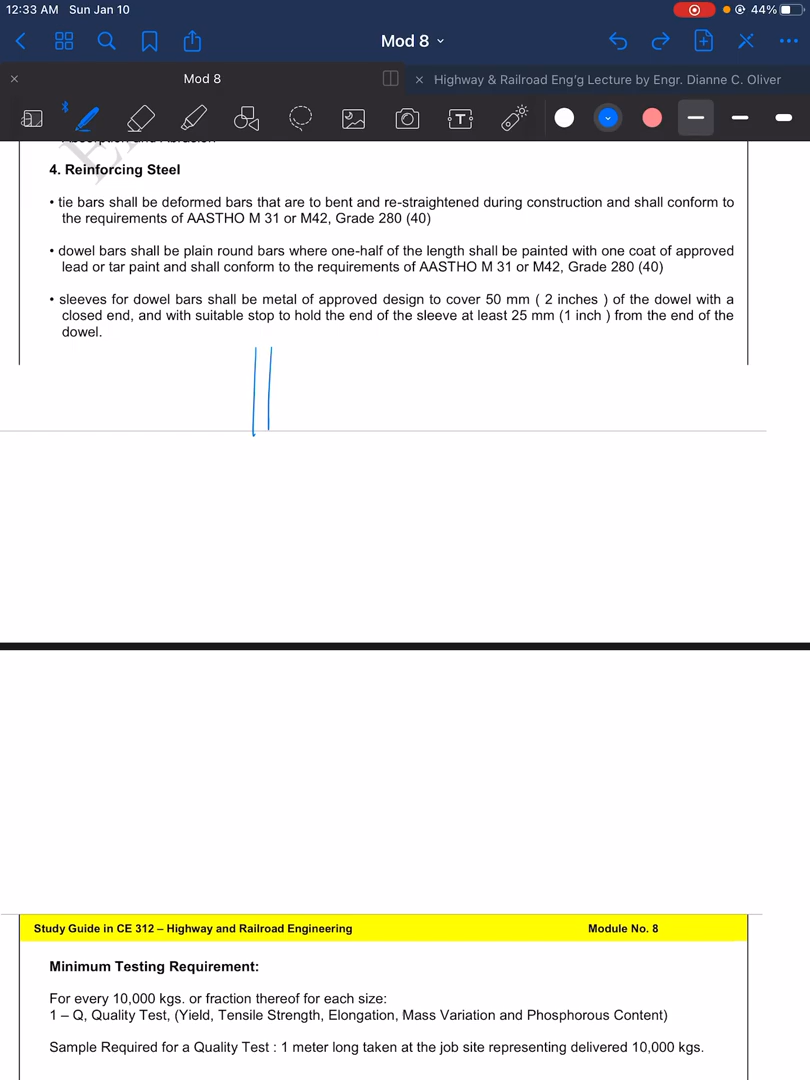 12:33 AM Sun Jan 10
44%
Mod 8
× Mod 8
× Highway & Railroad Eng'g Lecture by Engr. Dianne C. Oliver
T
4. Reinforcing Steel
• tie bars shall be deformed bars that are to bent and re-straightened during construction and shall conform to
the requirements of AASTHO M 31 or M42, Grade 280 (40)
• dowel bars shall be plain round bars where one-half of the length shall be painted with one coat of approved
lead or tar paint and shall conform to the requirements of AASTHO M 31 or M42, Grade 280 (40)
• sleeves for dowel bars shall be metal of approved design to cover 50 mm ( 2 inches ) of the dowel with a
closed end, and with suitable stop to hold the end of the sleeve at least 25 mm (1 inch ) from the end of the
dowel.
Study Guide in CE 312 – Highway and Railroad Engineering Module No. 8
Minimum Testing Requirement:
For every 10,000 kgs. or fraction thereof for each size:
1 – Q, Quality Test, (Yield, Tensile Strength, Elongation, Mass Variation and Phosphorous Content)
Sample Required for a Quality Test : 1 meter long taken at the job site representing delivered 10,000 kgs.